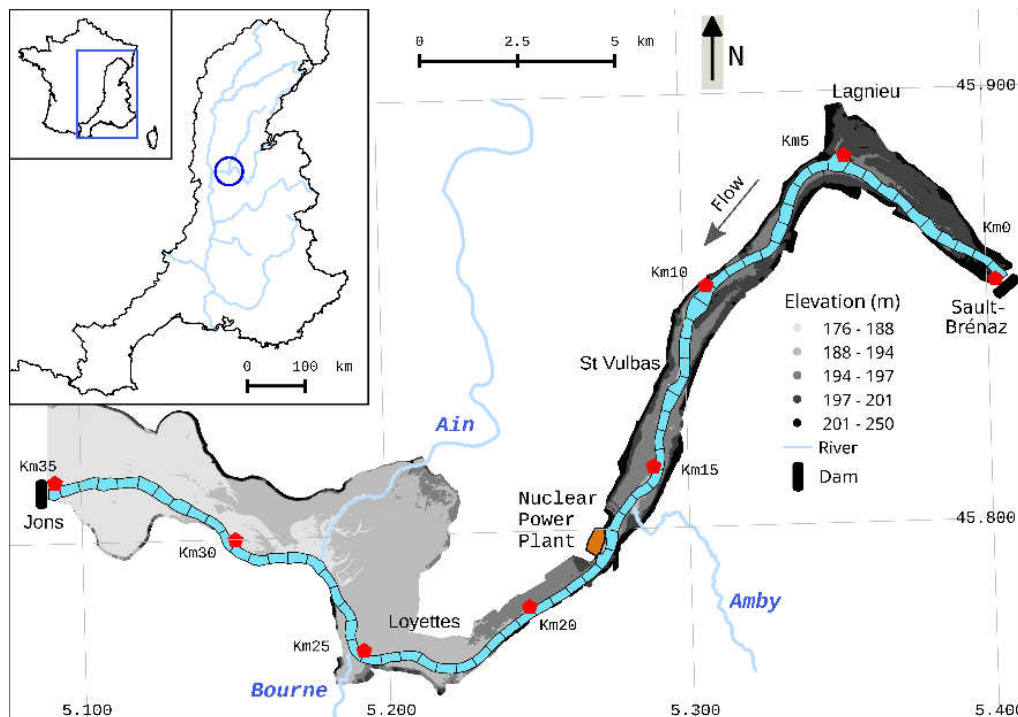 0 2.5 5 km
N
45.900
Lagnieu
Km5
Flow
Km0
Km10
Sault-
Brénaz
Elevation (m)
176 - 188
188 - 194
194 - 197
197 - 201
201 - 250
River
Dam
St Vulbas
0 100 km
Ain
Km35
Jons
Km15
Nuclear
Power
Plant
45.800
Km30
Amby
Km20
Loyettes
Km25
Bourne
5.100 5.200 5.300 5.400